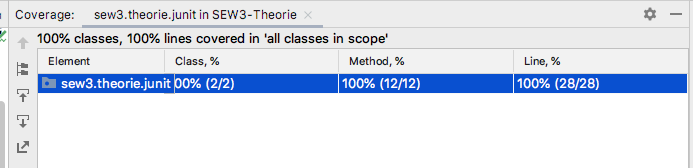 Coverage: sew3.theorie.junit in SEW3-Theorie
100% classes, 100% lines covered in 'all classes in scope'
Element Class, % Method, % Line, %
sew3.theorie.junit 00% (2/2) 100% (12/12) 100% (28/28)